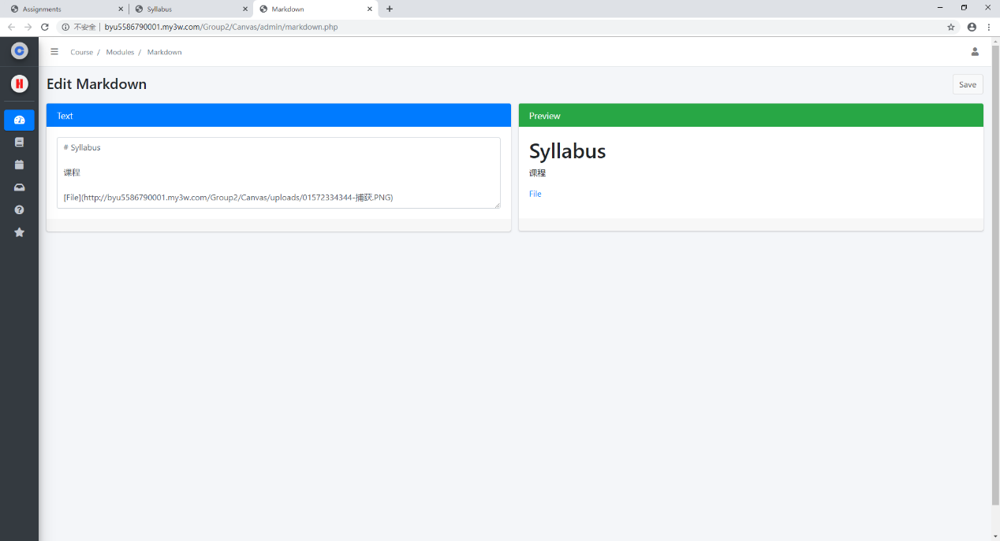 Assignments
Syllabus
Markdown
不安全 byu5586790001.my3w.com/Group2/Canvas/admin/markdown.php
Course / Modules / Markdown
Edit Markdown
Save
Text
# Syllabus
课程
[File](http://byu5586790001.my3w.com/Group2/Canvas/uploads/01572334344-捕获.PNG)
Preview
Syllabus
课程
File